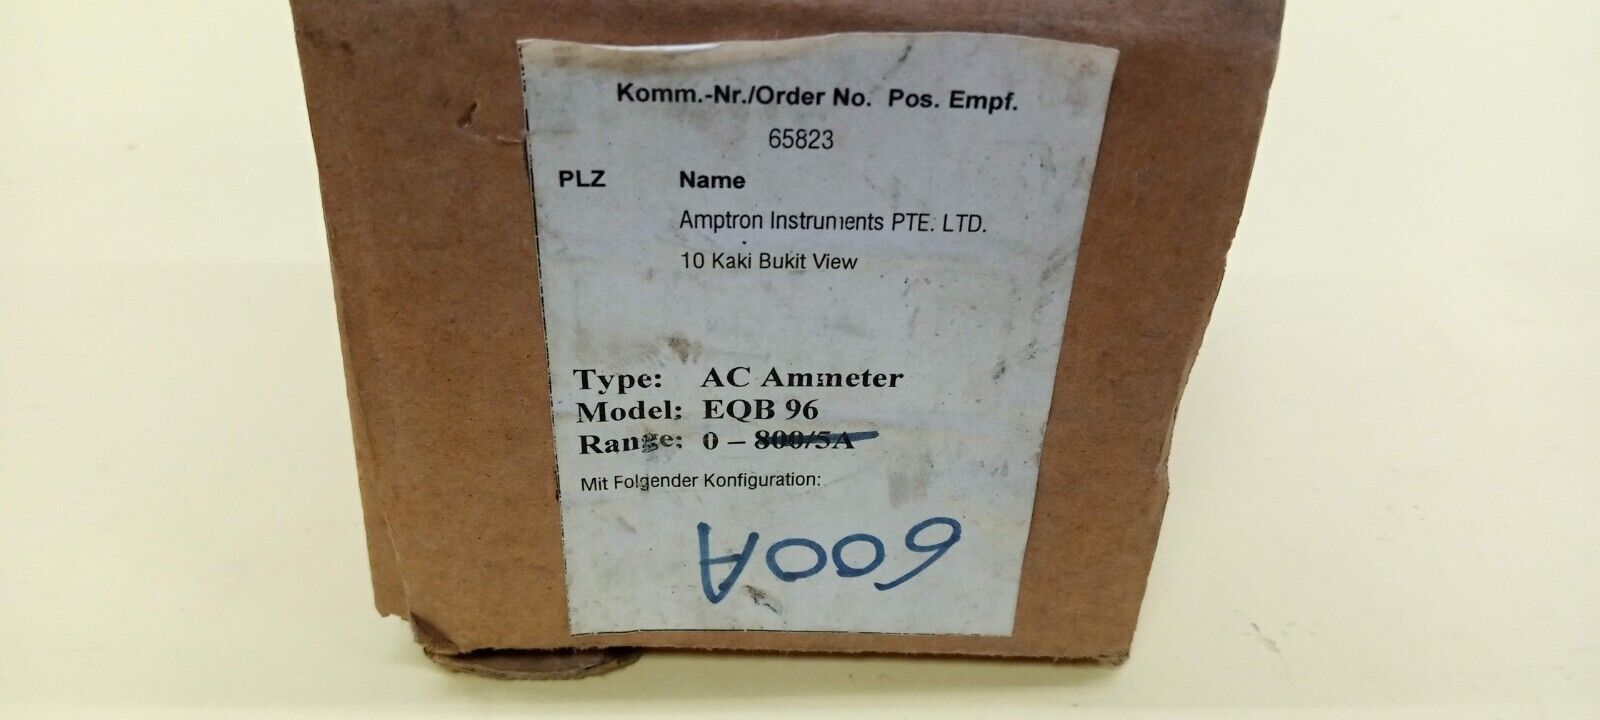 Komm.-Nr./Order No. Pos. Empf.
65823
PLZ Name
Amptron Instruments PTE. LTD.
10 Kaki Bukit View
Type: AC Ammeter
Model: EQB 96
Range: 0 – 800/5A
Mit Folgender Konfiguration:
600A